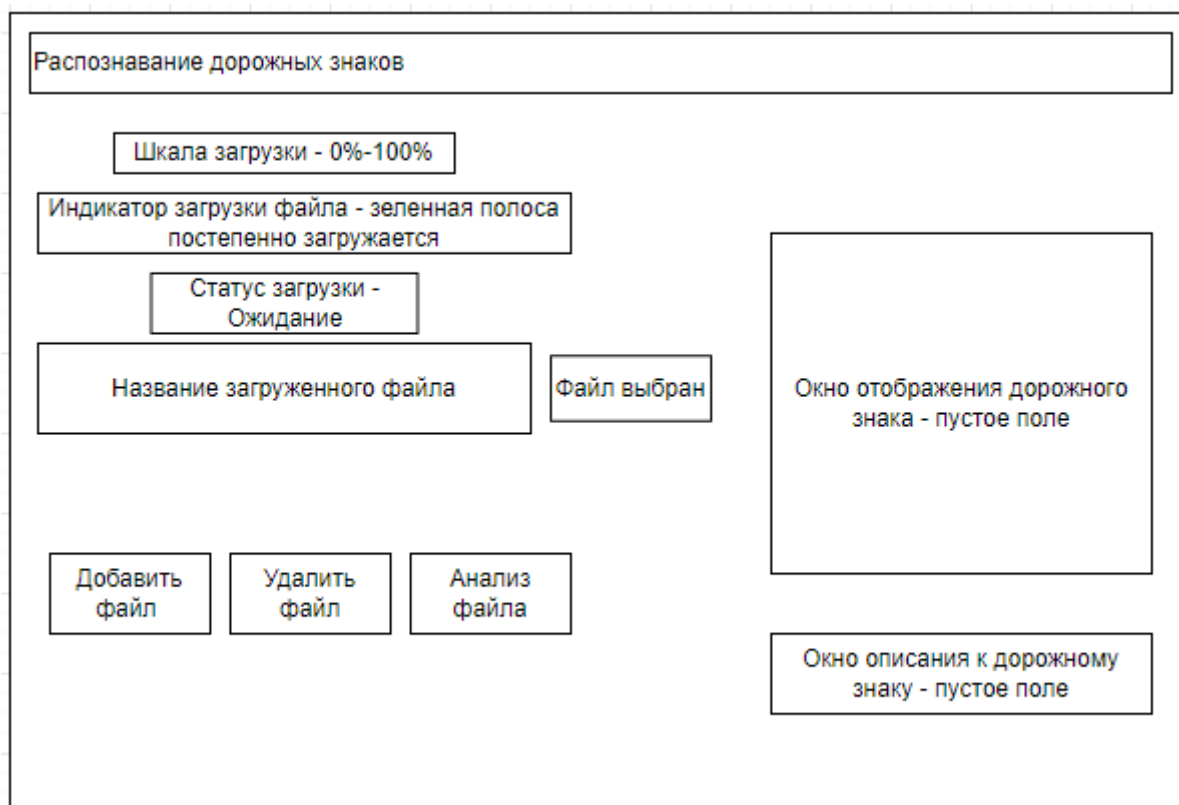 Распознавание дорожных знаков
Шкала загрузки - 0%-100%
Индикатор загрузки файла - зеленная полоса
постепенно загружается
Статус загрузки -
Ожидание
Название загруженного файла
Файл выбран
Окно отображения дорожного
знака - пустое поле
Добавить
файл
Удалить
файл
Анализ
файла
Окно описания к дорожному
знаку - пустое поле